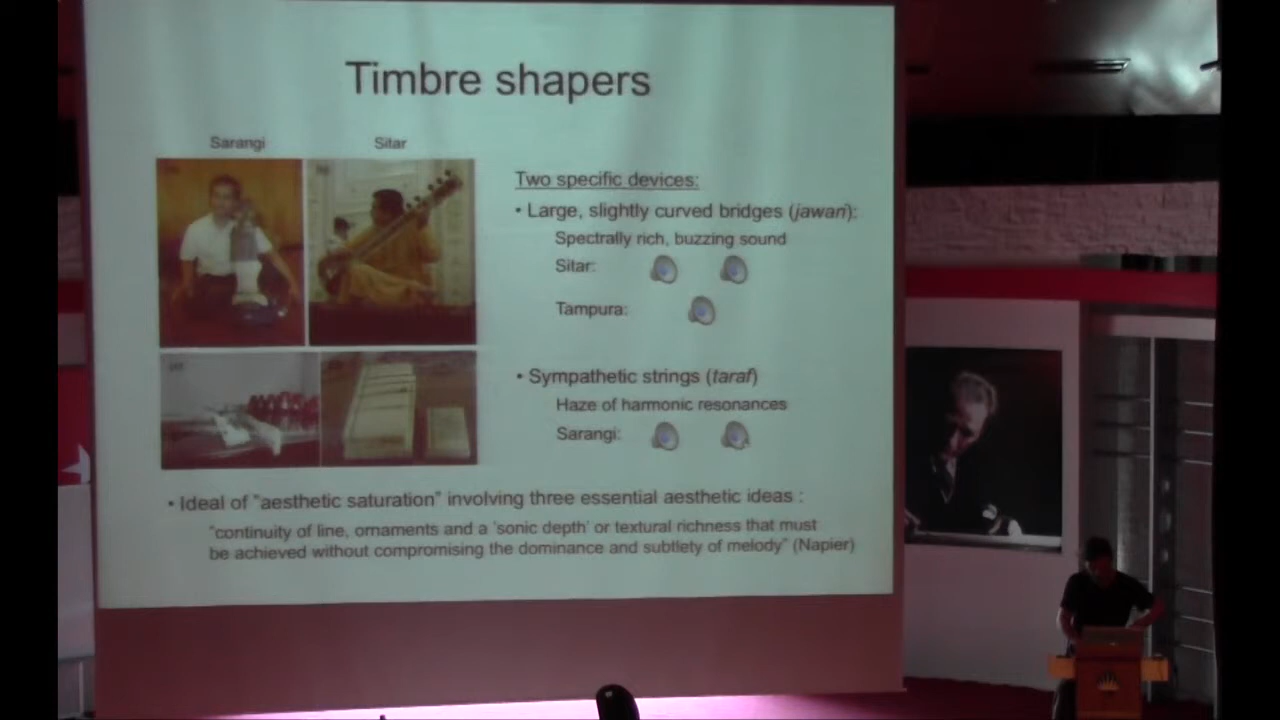 Timbre shapers
Sarangi
Sitar
Two specific devices:
• Large, slightly curved bridges (jawari):
Spectrally rich, buzzing sound
Sitar:
Tampura:
• Sympathetic strings (taraf)
Haze of harmonic resonances
Sarangi:
• Ideal of "aesthetic saturation" involving three essential aesthetic ideas :
"continuity of line, ornaments and a 'sonic depth' or textural richness that must
be achieved without compromising the dominance and subtlety of melody" (Napier)